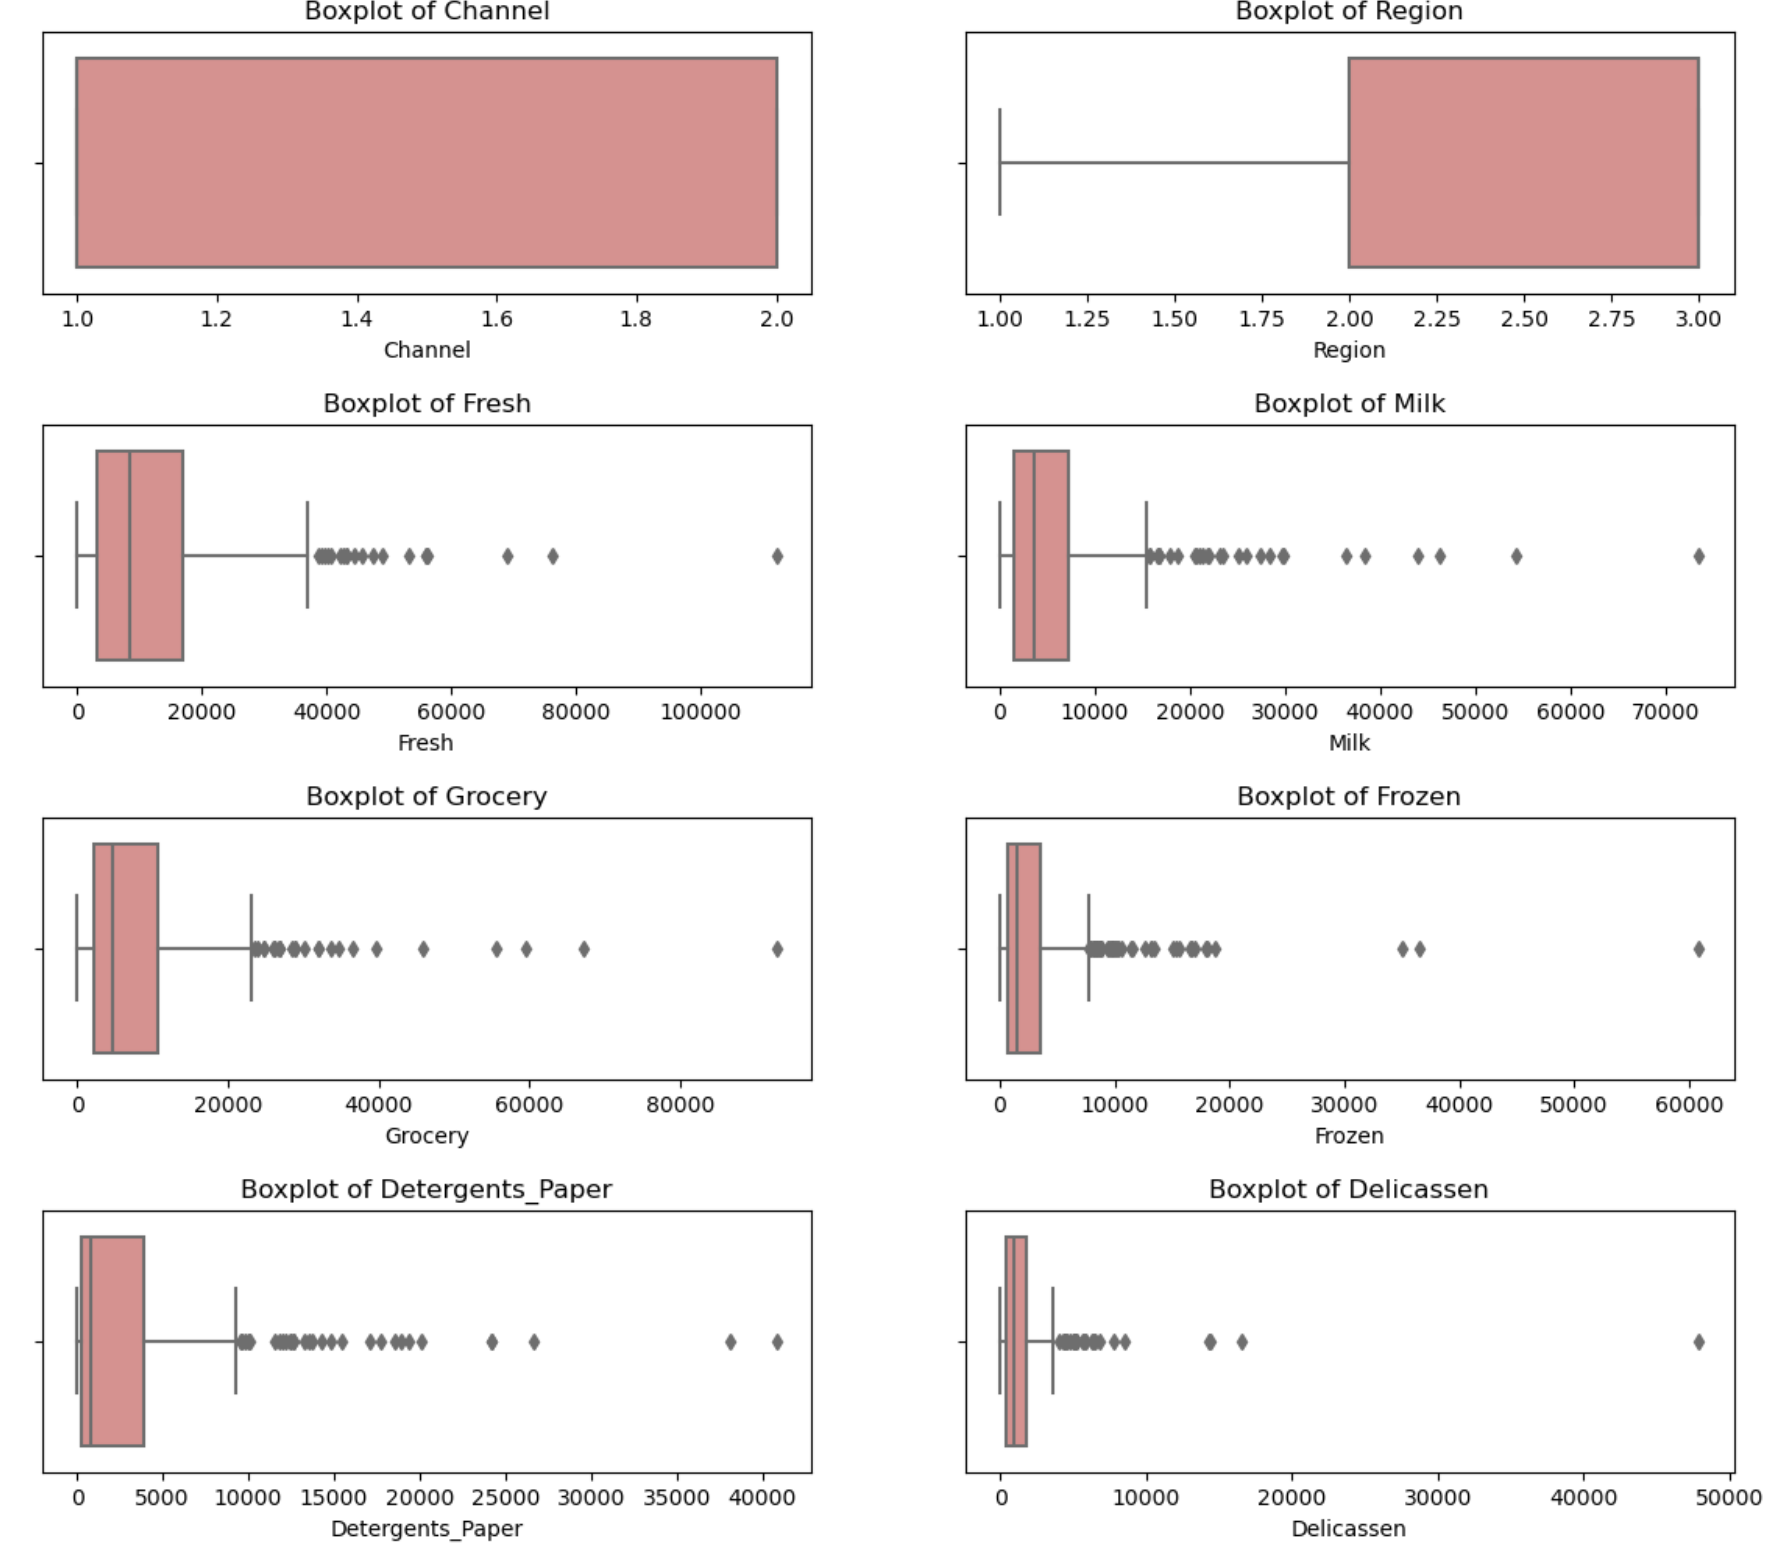 Boxplot of Channel
1.0 1.2 1.4 1.6 1.8 2.0
Channel
Boxplot of Region
1.00 1.25 1.50 1.75 2.00 2.25 2.50 2.75 3.00
Region
Boxplot of Fresh
0 20000 40000 60000 80000 100000
Fresh
Boxplot of Milk
0 10000 20000 30000 40000 50000 60000 70000
Milk
Boxplot of Grocery
0 20000 40000 60000 80000
Grocery
Boxplot of Frozen
0 10000 20000 30000 40000 50000 60000
Frozen
Boxplot of Detergents_Paper
0 5000 10000 15000 20000 25000 30000 35000 40000
Detergents_Paper
Boxplot of Delicassen
0 10000 20000 30000 40000 50000
Delicassen